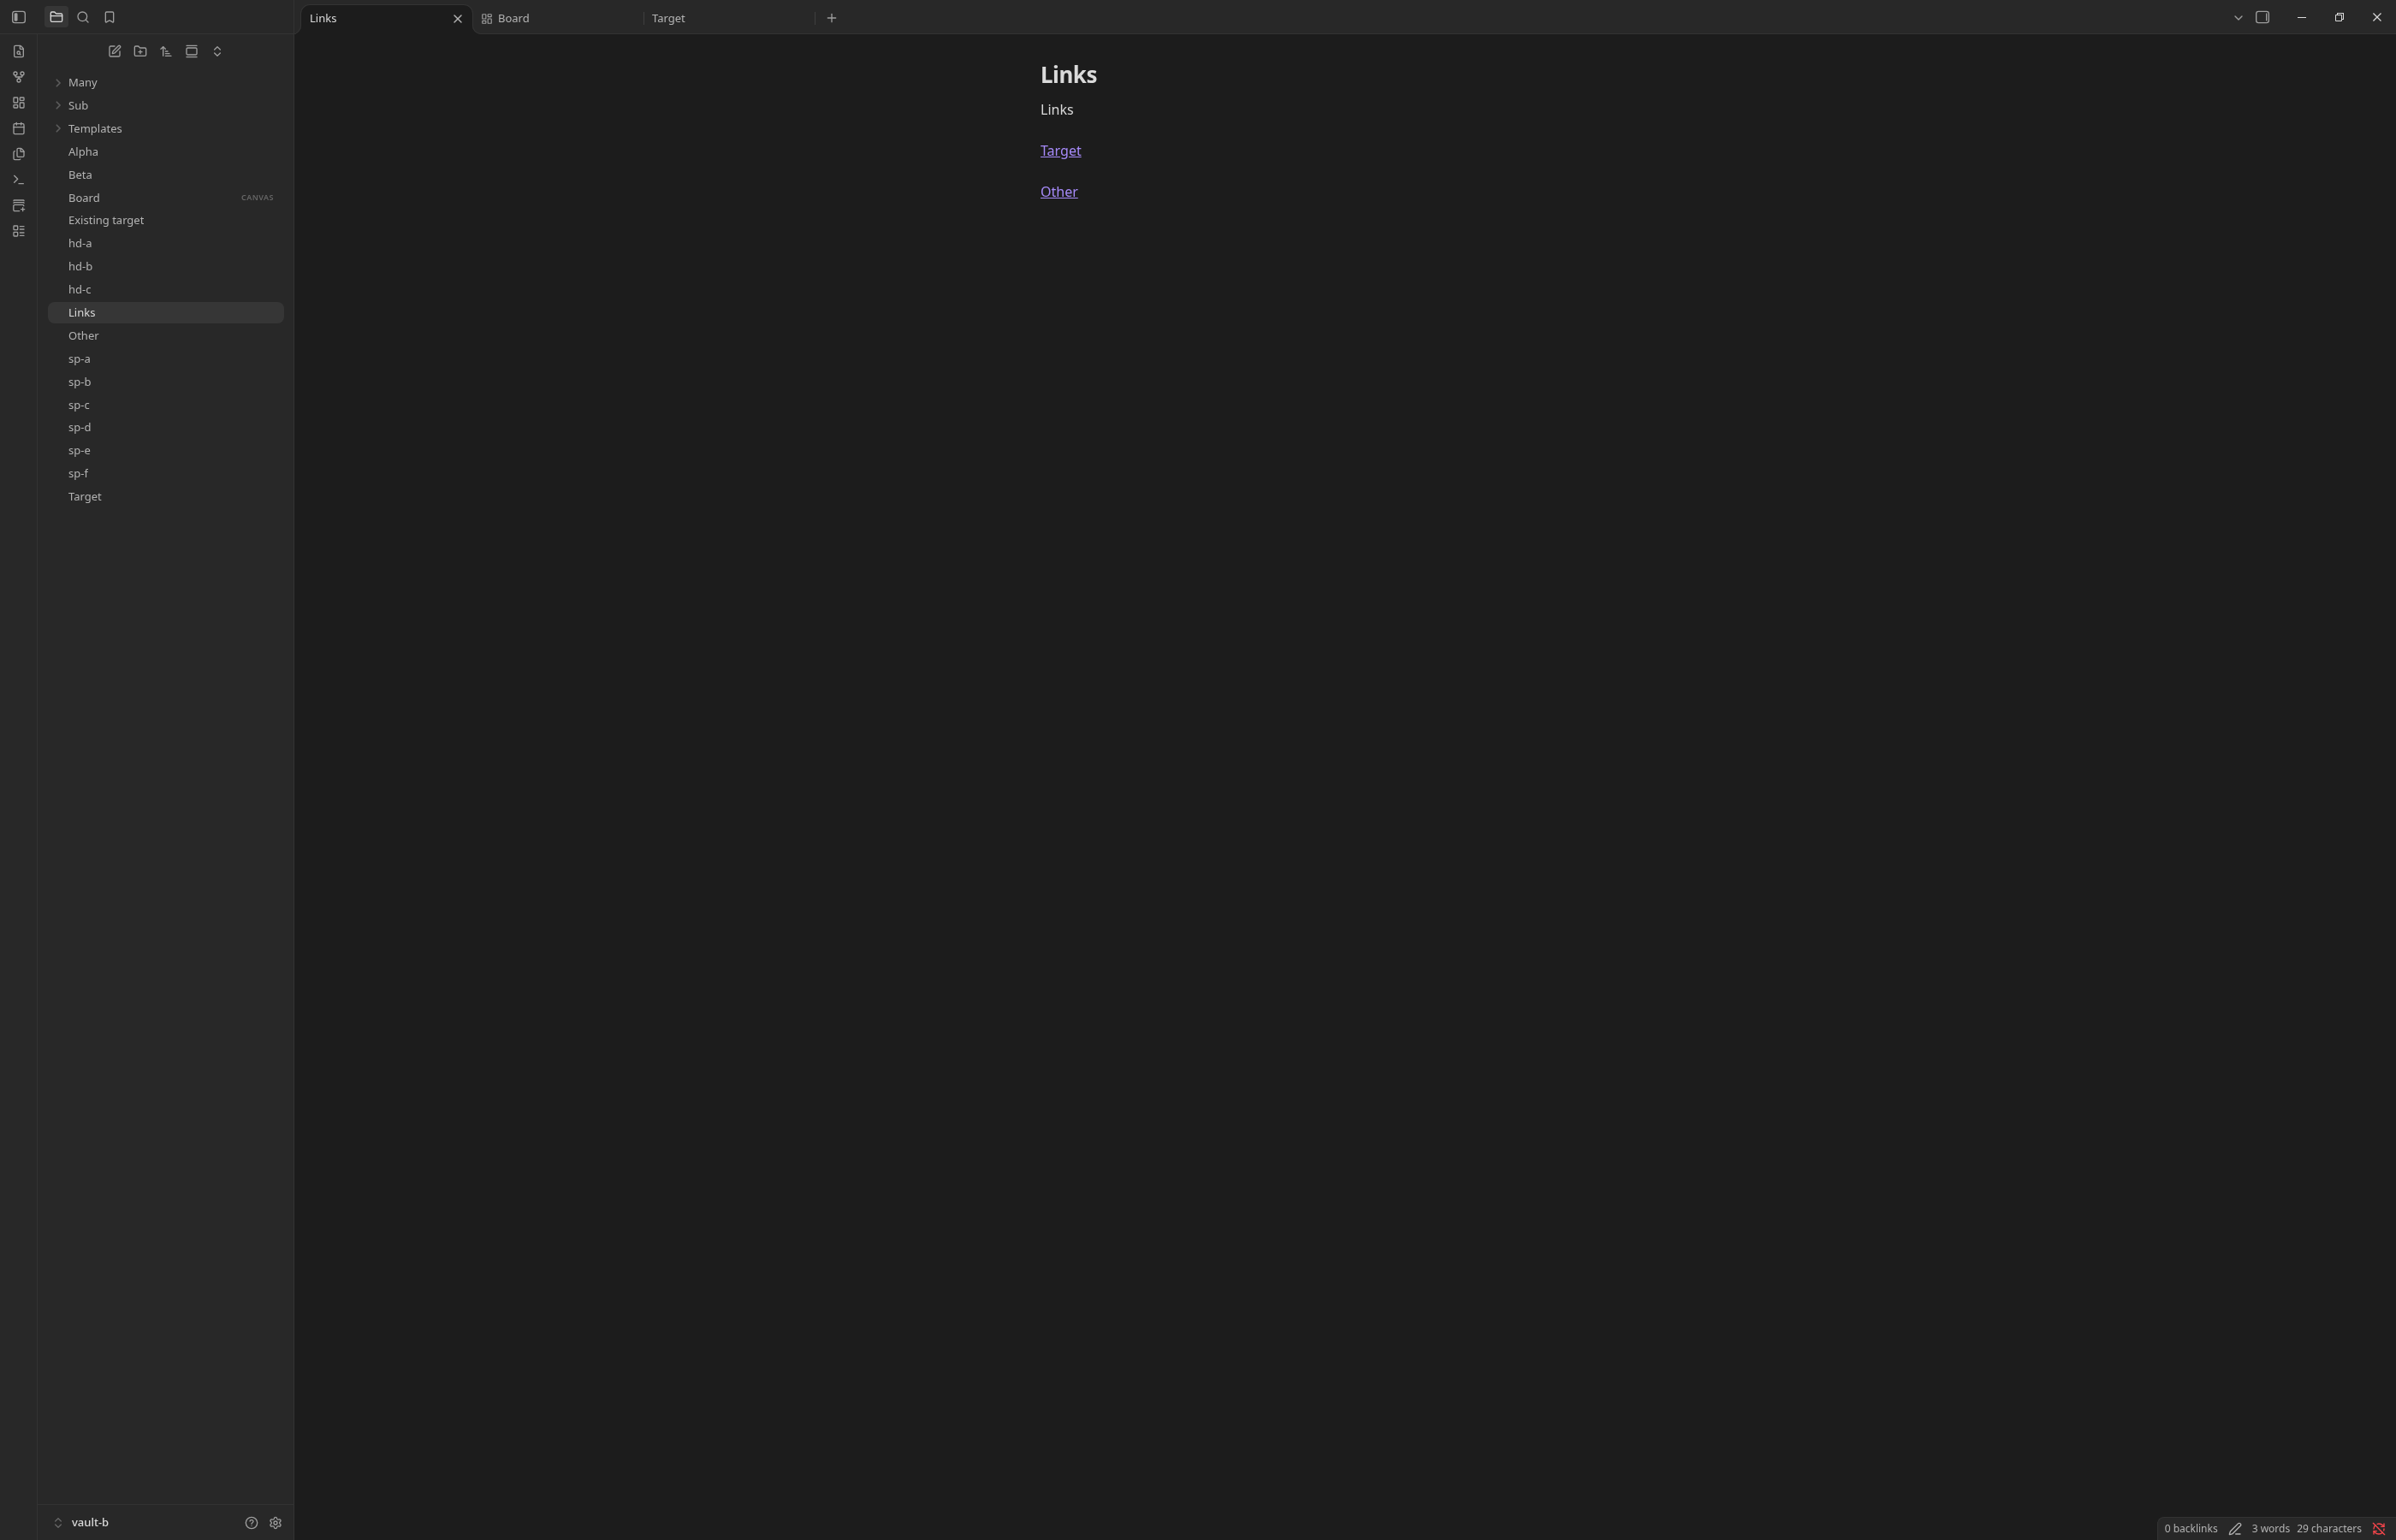 Links
Board
Target
Many
Sub
Templates
Alpha
Beta
Board CANVAS
Existing target
hd-a
hd-b
hd-c
Links
Other
sp-a
sp-b
sp-c
sp-d
sp-e
sp-f
Target
vault-b
Links
Links
Target
Other
0 backlinks 3 words 29 characters